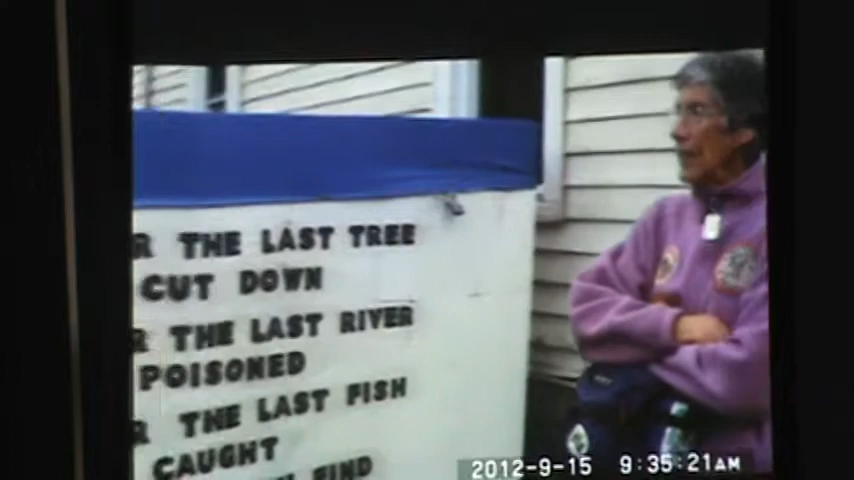 R THE LAST TREE
CUT DOWN
R THE LAST RIVER
POISONED
R THE LAST FISH
CAUGHT
FIND
2012-9-15 9:35:21AM